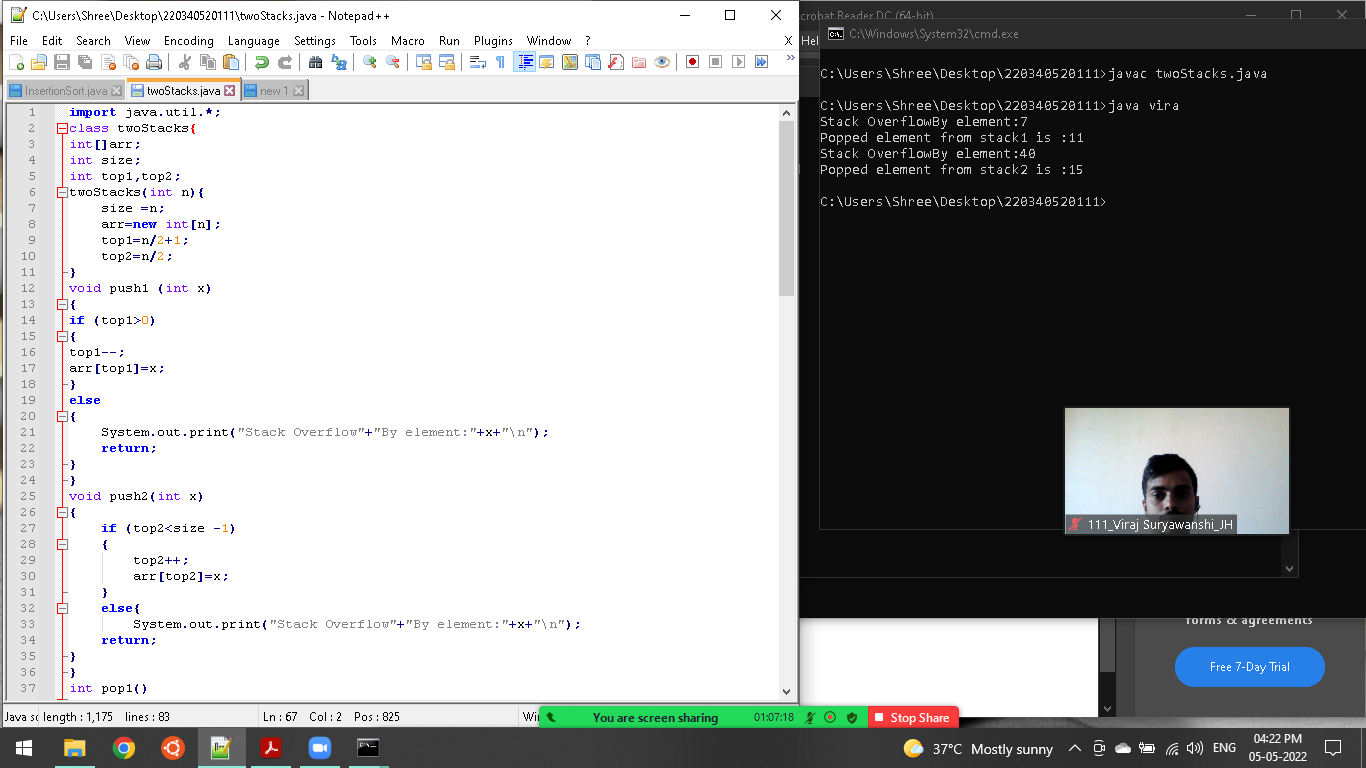 C:\Users\Shree\Desktop\220340520111\twoStacks.java - Notepad++
File Edit Search View Encoding Language Settings Tools Macro Run Plugins Window ? X
InsertionSort.java twoStacks.java new 1
1 import java.util.*;
2 class twoStacks{
3 int[]arr;
4 int size;
5 int top1,top2;
6 twoStacks(int n){
7 size =n;
8 arr=new int[n];
9 top1=n/2+1;
10 top2=n/2;
11 }
12 void push1 (int x)
13 {
14 if (top1>0)
15 {
16 top1--;
17 arr[top1]=x;
18 }
19 else
20 {
21 System.out.print("Stack Overflow"+"By element:"+x+"\n");
22 return;
23 }
24 }
25 void push2(int x)
26 {
27 if (top2<size -1)
28 {
29 top2++;
30 arr[top2]=x;
31 }
32 else{
33 System.out.print("Stack Overflow"+"By element:"+x+"\n");
34 return;
35 }
36 }
37 int pop1()
Java sc length : 1,175 lines : 83 Ln : 67 Col : 2 Pos : 825 Win
crobat Reader DC (64-bit)
Hel
C:\Windows\System32\cmd.exe
C:\Users\Shree\Desktop\220340520111>javac twoStacks.java
C:\Users\Shree\Desktop\220340520111>java vira
Stack OverflowBy element:7
Popped element from stack1 is :11
Stack OverflowBy element:40
Popped element from stack2 is :15
C:\Users\Shree\Desktop\220340520111>
111_Viraj Suryawanshi_JH
Terms & agreements
Free 7-Day Trial
You are screen sharing 01:07:18 Stop Share
37°C Mostly sunny ENG 04:22 PM
05-05-2022